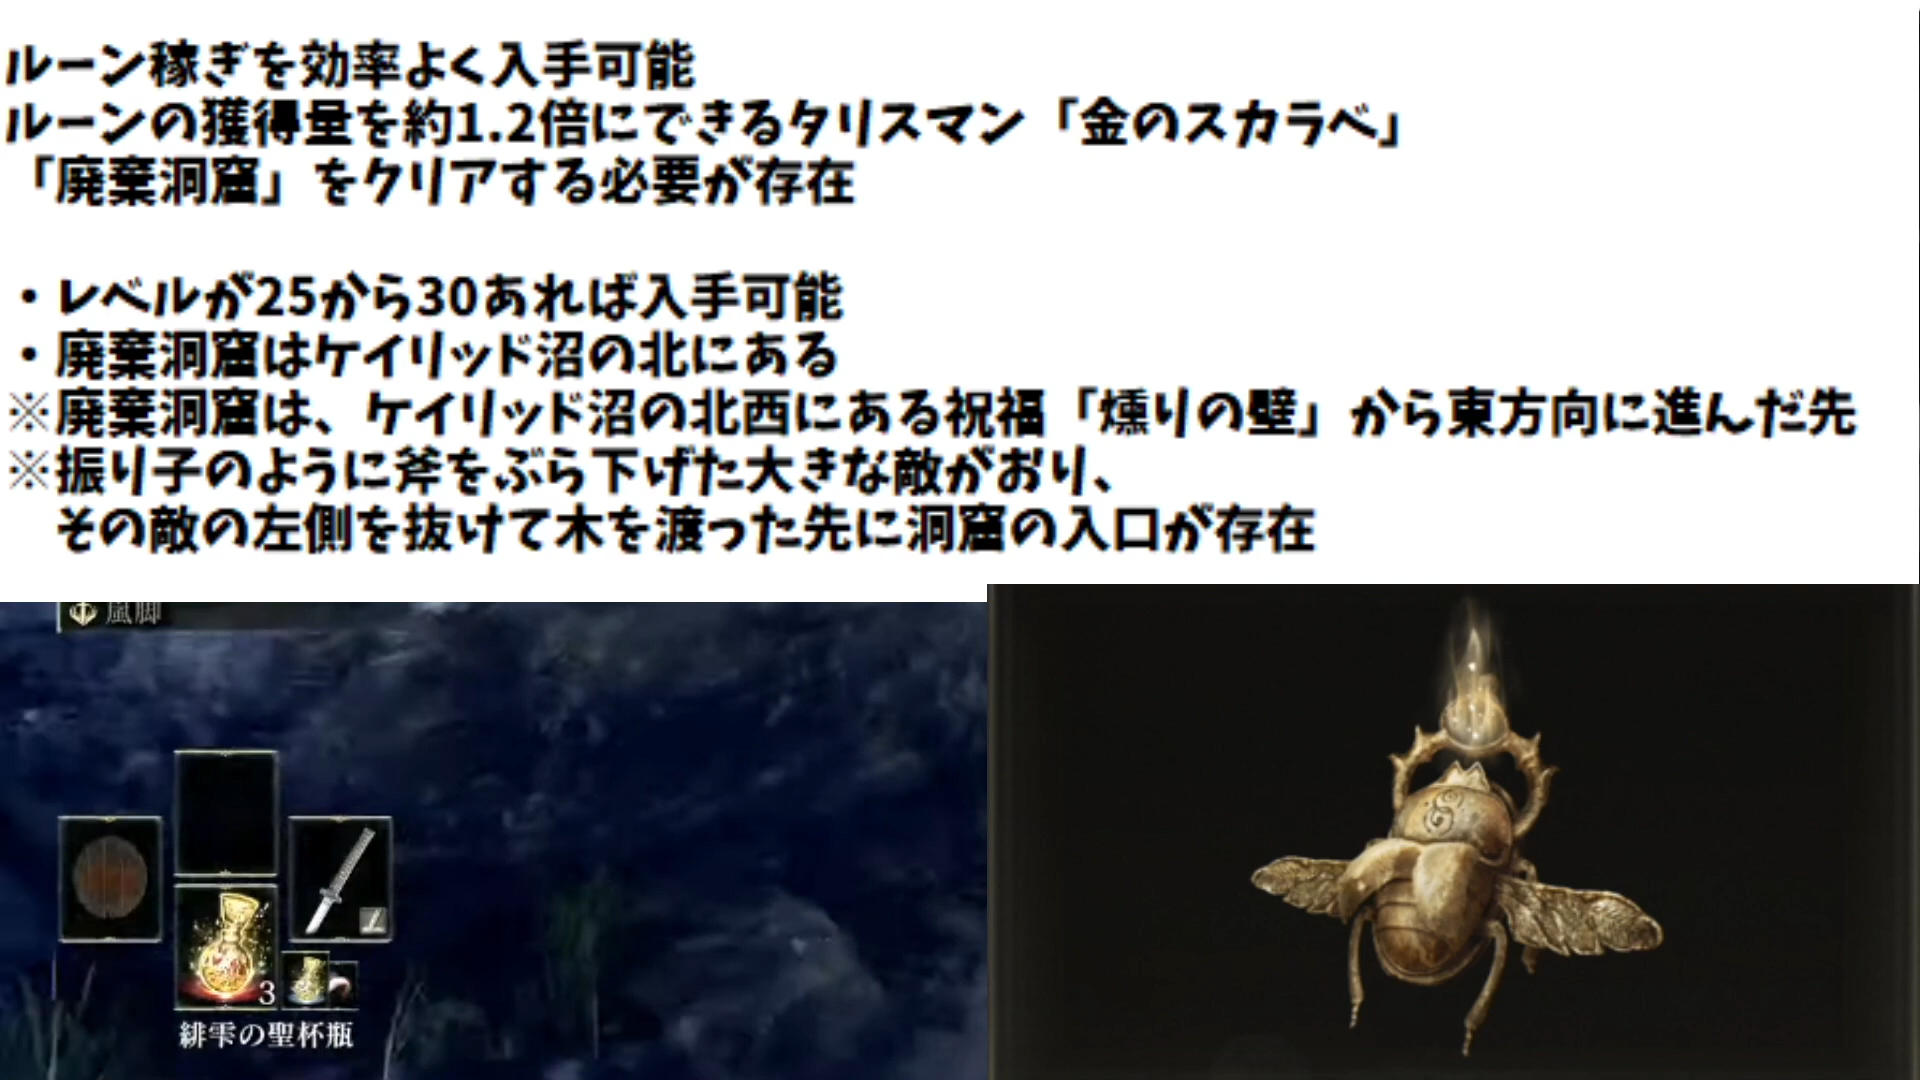 ルーン稼ぎを効率よく入手可能
ルーンの獲得量を約1.2倍にできるタリスマン「金のスカラベ」
「廃棄洞窟」をクリアする必要が存在
・レベルが25から30あれば入手可能
・廃棄洞窟はケイリッド沼の北にある
※廃棄洞窟は、ケイリッド沼の北西にある祝福「燻りの壁」から東方向に進んだ先
※振り子のように斧をぶら下げた大きな敵がおり、
その敵の左側を抜けて木を渡った先に洞窟の入口が存在
嵐脚
3
緋雫の聖杯瓶